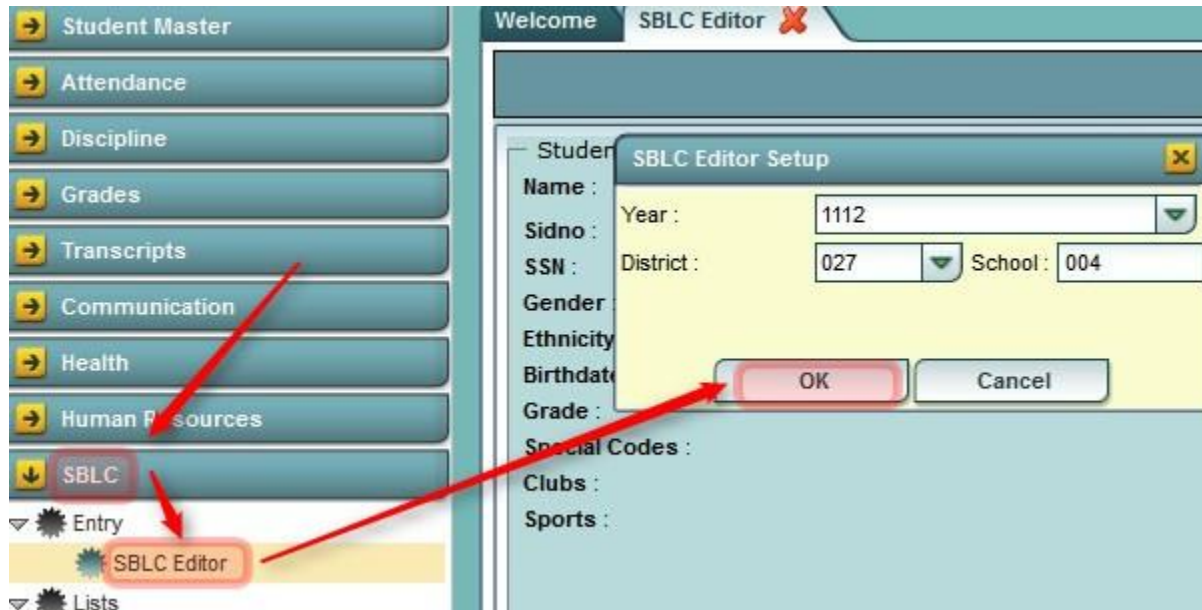 Student Master
Attendance
Discipline
Grades
Transcripts
Communication
Health
Human
SBLC
Entry
SBLC Editor
Lists
Welcome
SBLC Editor
Name :
Sidno :
SSN :
Gender :
Ethnicity
Grade :
Special Codes :
Clubs :
Sports :
SBLC Editor Setup
Year : 1112
District : 027 School : 004
OK Cancel